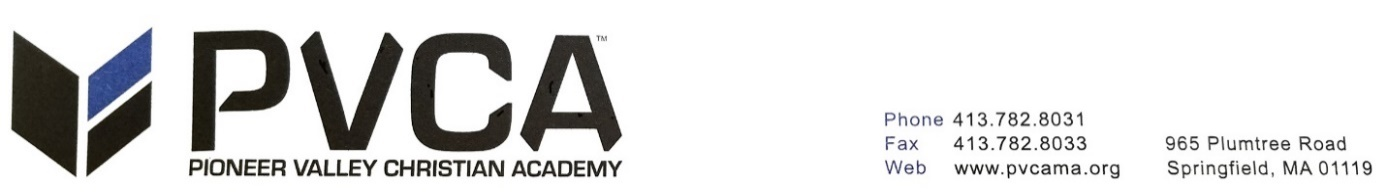 PVCA™
PIONEER VALLEY CHRISTIAN ACADEMY
Phone 413.782.8031
Fax 413.782.8033 965 Plumtree Road
Web www.pvcama.org Springfield, MA 01119